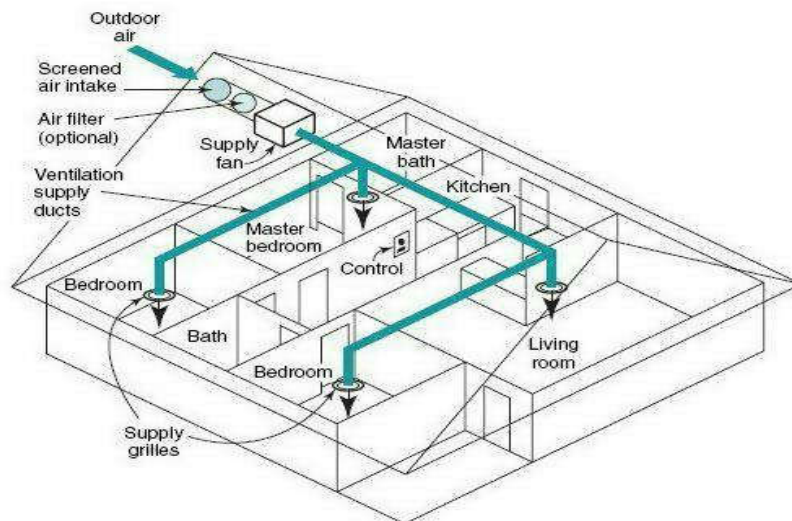 Outdoor
air
Screened
air intake
Air filter
(optional)
Supply
fan
Ventilation
supply
ducts
Master
bath
Kitchen
Master
bedroom
Control
Bedroom
Bath
Bedroom
Living
room
Supply
grilles